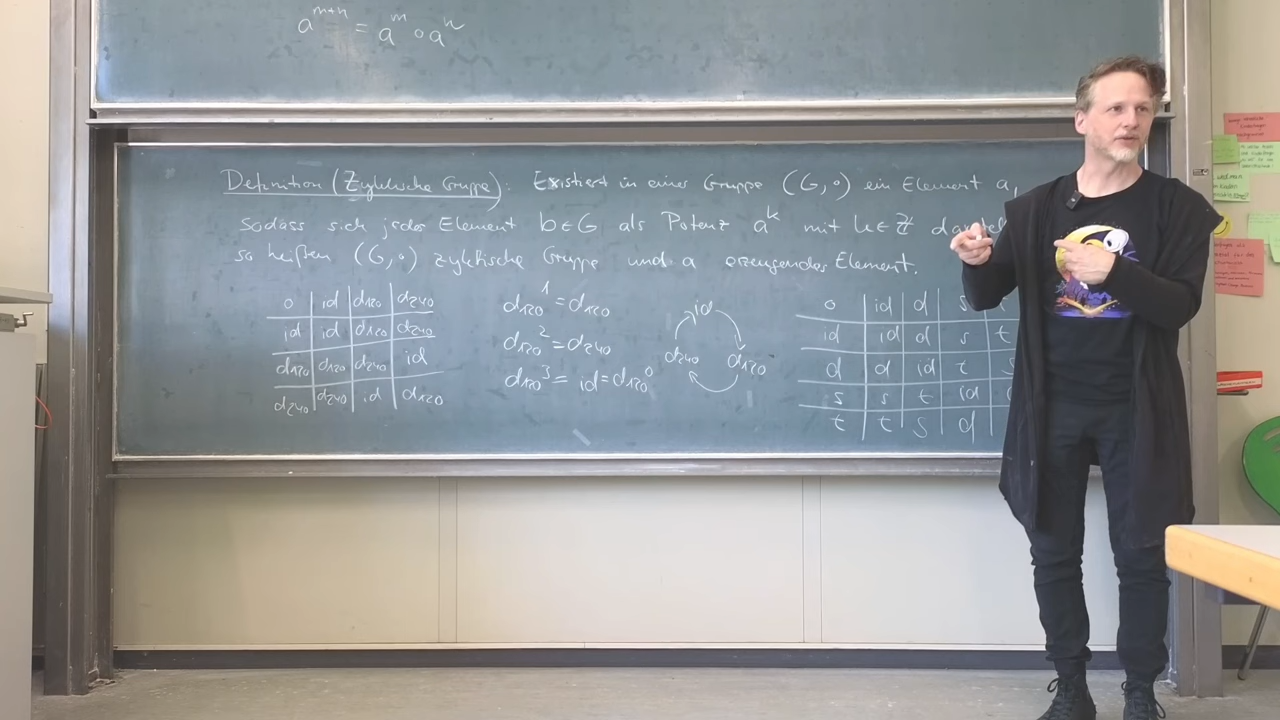 a^{m+n} = a^m ∘ a^n
Definition (Zyklische Gruppe): Existiert in einer Gruppe (G,∘) ein Element a,
sodass sich jedes Element b∈G als Potenz a^k mit k∈ℤ
so heißen (G,∘) zyklische Gruppe und a erzeugendes Element.
∘ id d120 d240
id id d120 d240
d120 d120 d240 id
d240 d240 id d120
d120^1 = d120
d120^2 = d240
d120^3 = id = d120^0
id
d240 d120
∘ id d s
id id d s t
d d id t s
s s t id
t t s d